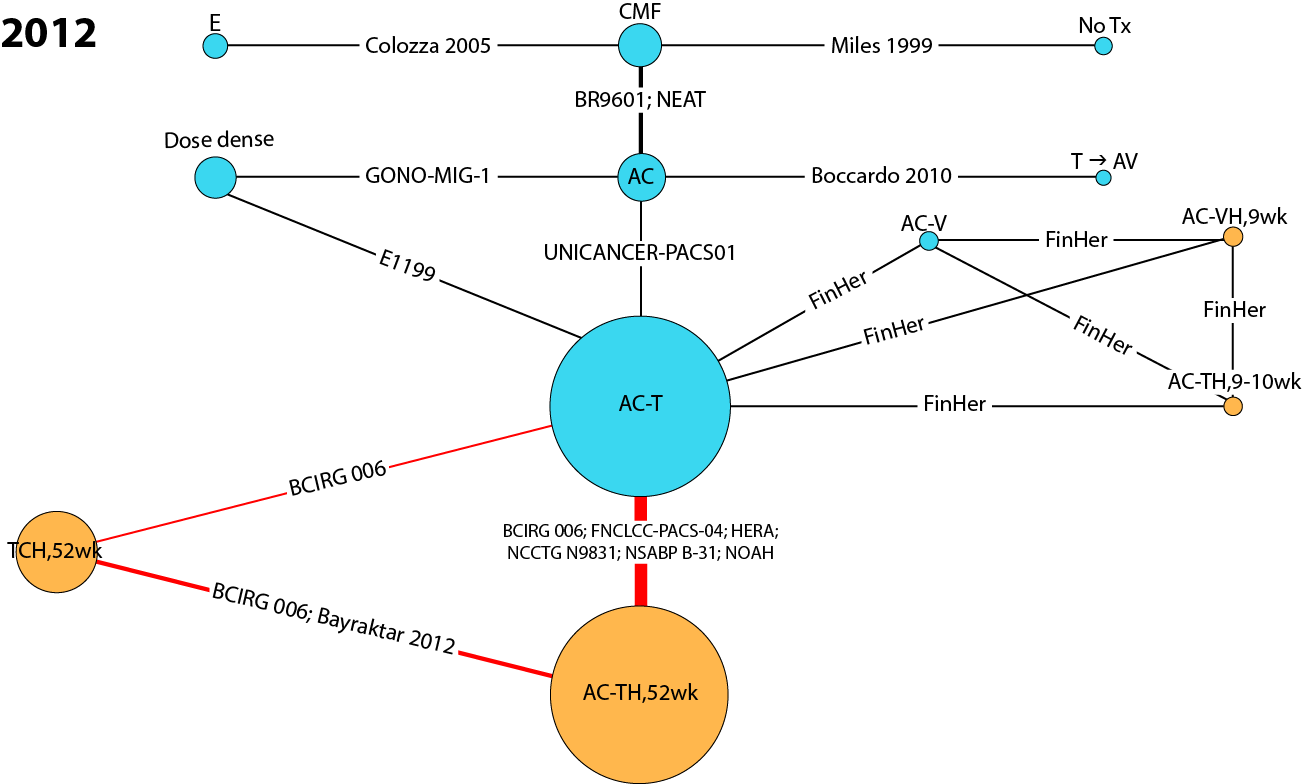 2012
E
CMF
No Tx
Colozza 2005
Miles 1999
BR9601; NEAT
Dose dense
T → AV
GONO-MIG-1
AC
Boccardo 2010
AC-V
AC-VH,9wk
FinHer
E1199
UNICANCER-PACS01
FinHer
FinHer
FinHer
FinHer
AC-TH,9-10wk
AC-T
FinHer
BCIRG 006
BCIRG 006; FNCLCC-PACS-04; HERA;
NCCTG N9831; NSABP B-31; NOAH
TCH,52wk
BCIRG 006; Bayraktar 2012
AC-TH,52wk